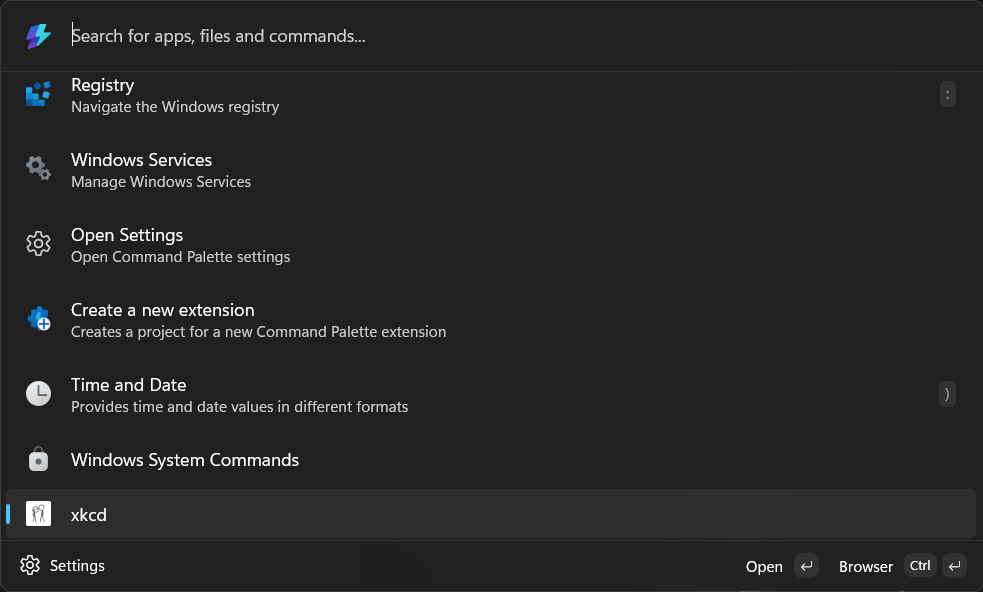 Search for apps, files and commands...
Registry
Navigate the Windows registry
:
Windows Services
Manage Windows Services
Open Settings
Open Command Palette settings
Create a new extension
Creates a project for a new Command Palette extension
Time and Date
Provides time and date values in different formats
)
Windows System Commands
xkcd
Settings
Open ↵ Browser Ctrl ↵